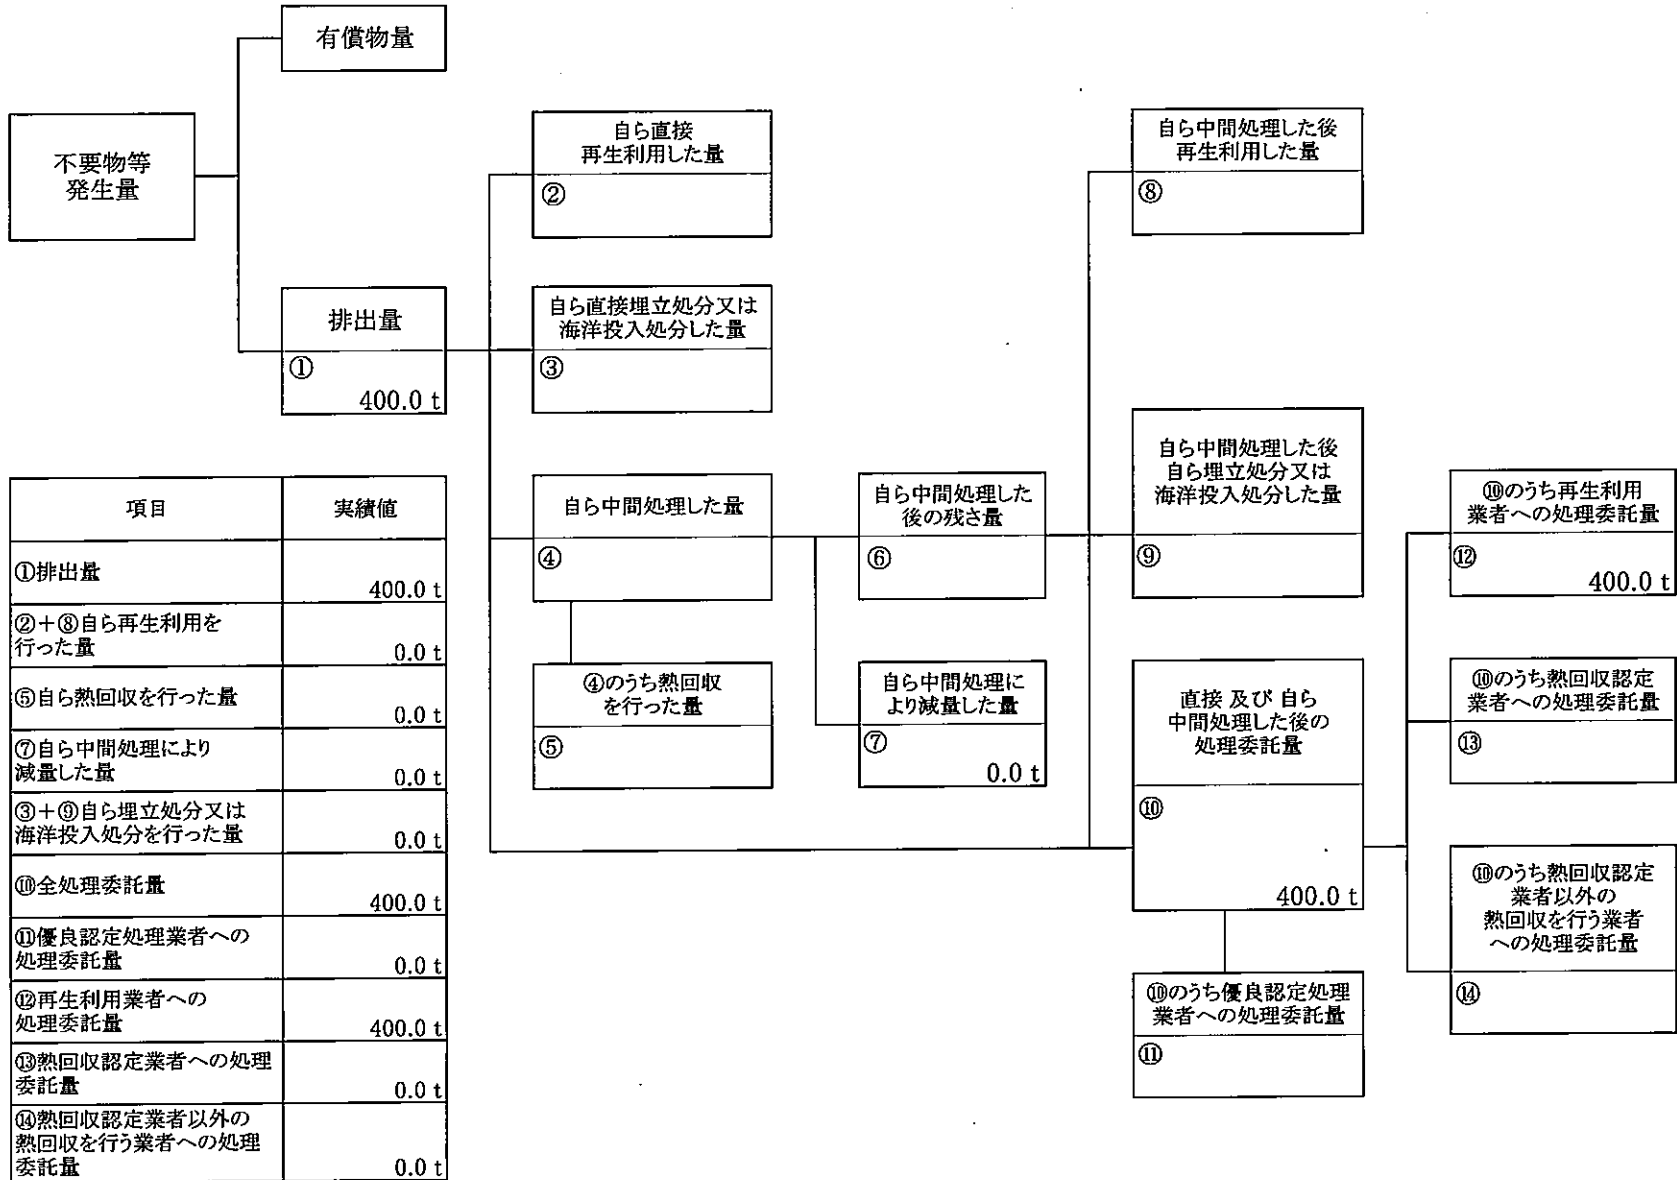 有償物量
不要物等
発生量
排出量
①
400.0 t
自ら直接
再生利用した量
②
自ら直接埋立処分又は
海洋投入処分した量
③
自ら中間処理した量
④
④のうち熱回収
を行った量
⑤
自ら中間処理した
後の残さ量
⑥
自ら中間処理に
より減量した量
⑦
0.0 t
自ら中間処理した後
再生利用した量
⑧
自ら中間処理した後
自ら埋立処分又は
海洋投入処分した量
⑨
直接 及び 自ら
中間処理した後の
処理委託量
⑩
400.0 t
⑩のうち優良認定処理
業者への処理委託量
⑪
⑩のうち再生利用
業者への処理委託量
⑫
400.0 t
⑩のうち熱回収認定
業者への処理委託量
⑬
⑩のうち熱回収認定
業者以外の
熱回収を行う業者
への処理委託量
⑭
項目 実績値
①排出量
400.0 t
②+⑧自ら再生利用を
行った量
0.0 t
⑤自ら熱回収を行った量
0.0 t
⑦自ら中間処理により
減量した量
0.0 t
③+⑨自ら埋立処分又は
海洋投入処分を行った量
0.0 t
⑩全処理委託量
400.0 t
⑪優良認定処理業者への
処理委託量
0.0 t
⑫再生利用業者への
処理委託量
400.0 t
⑬熱回収認定業者への処理
委託量
0.0 t
⑭熱回収認定業者以外の
熱回収を行う業者への処理
委託量
0.0 t